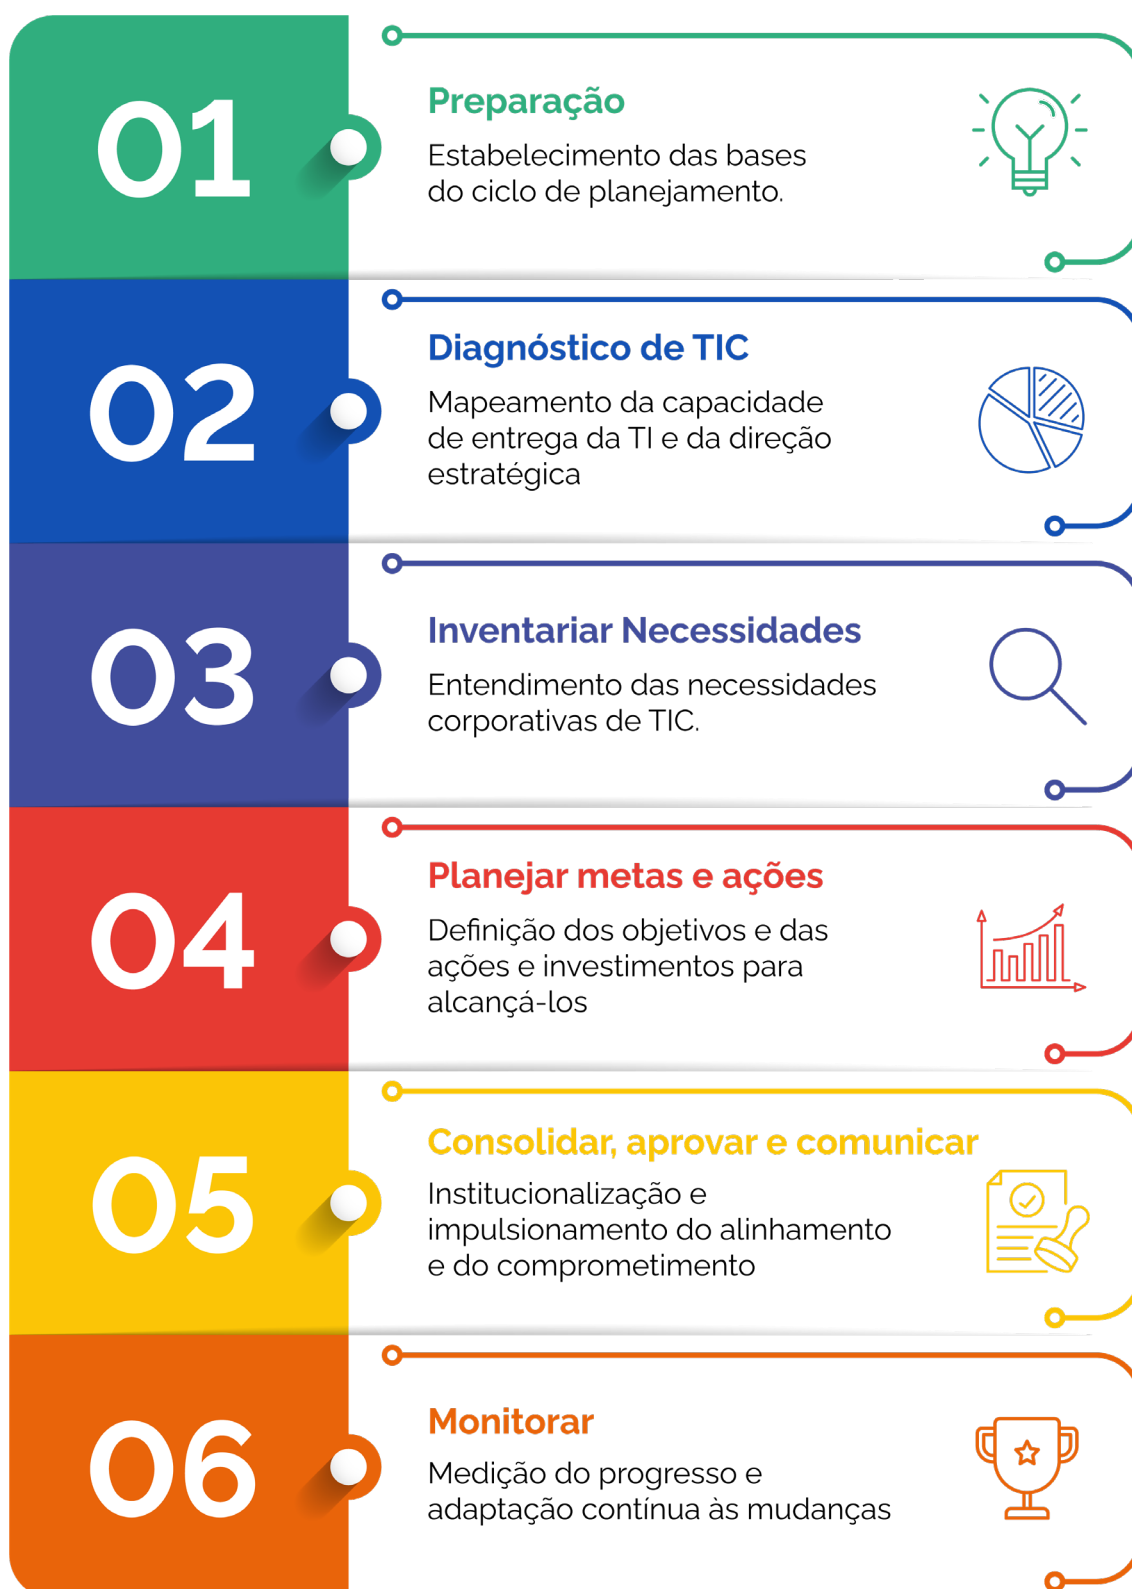 01
Preparação
Estabelecimento das bases
do ciclo de planejamento.
02
Diagnóstico de TIC
Mapeamento da capacidade
de entrega da TI e da direção
estratégica
03
Inventariar Necessidades
Entendimento das necessidades
corporativas de TIC.
04
Planejar metas e ações
Definição dos objetivos e das
ações e investimentos para
alcançá-los
05
Consolidar, aprovar e comunicar
Institucionalização e
impulsionamento do alinhamento
e do comprometimento
06
Monitorar
Medição do progresso e
adaptação contínua às mudanças